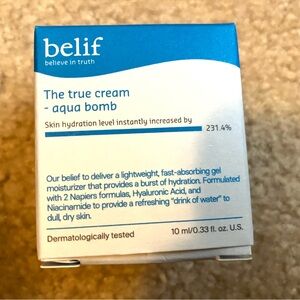 belif
believe in truth
The true cream
- aqua bomb
Skin hydration level instantly increased by
231.4%
Our belief to deliver a lightweight, fast-absorbing gel
moisturizer that provides a burst of hydration. Formulated
with 2 Napiers formulas, Hyaluronic Acid, and
Niacinamide to provide a refreshing "drink of water" to
dull, dry skin.
Dermatologically tested
10 ml/0.33 fl. oz. U.S.